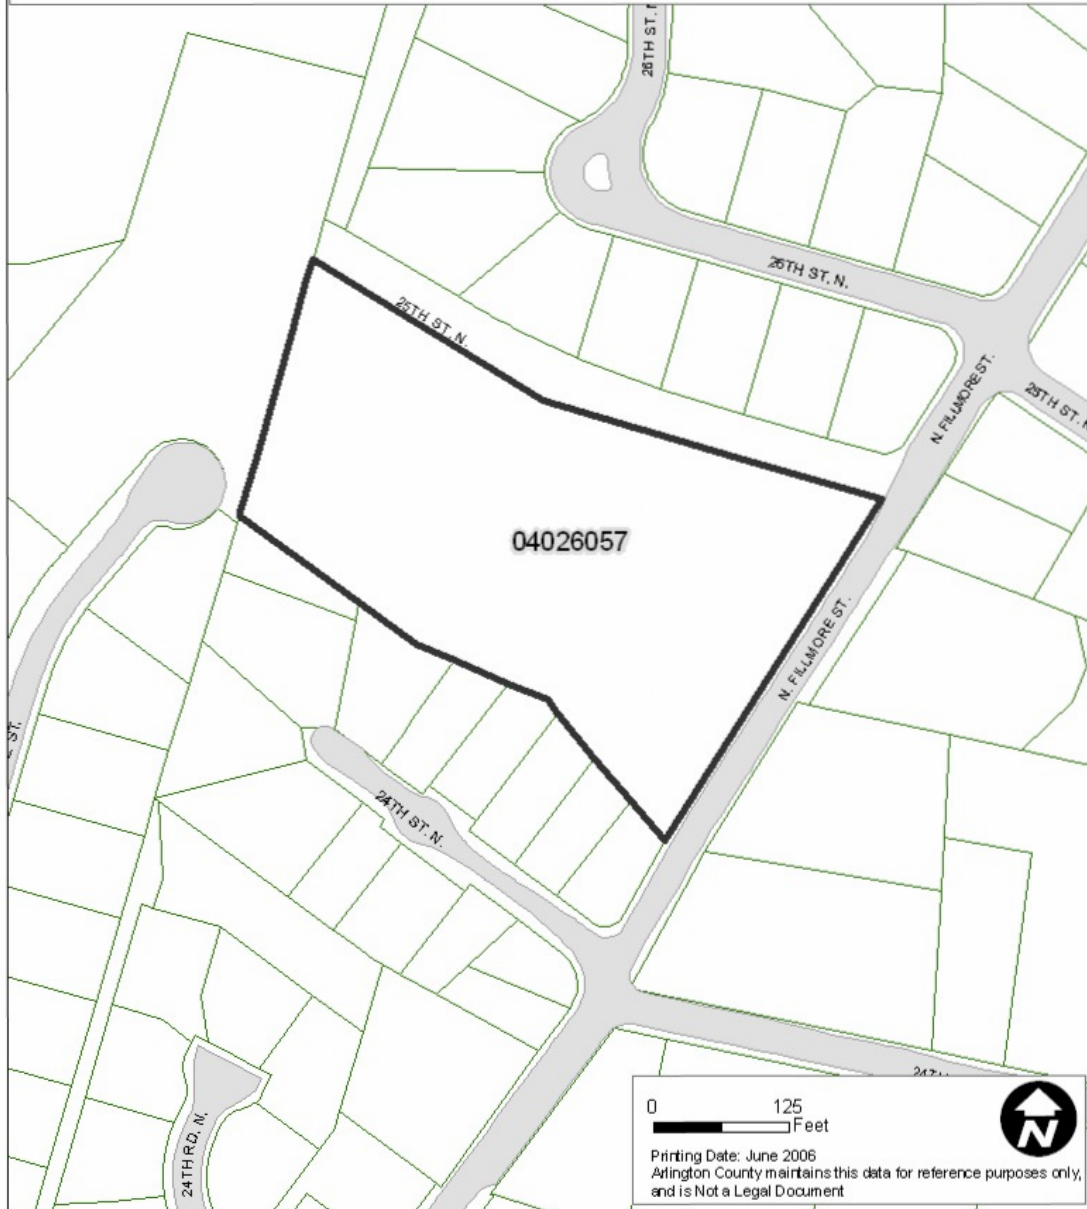 26TH ST. N
26TH ST. N.
25TH ST. N.
N. FILLMORE ST.
25TH ST. N
04026057
N. FILLMORE ST.
ST.
24TH ST. N.
24TH RD. N.
0 125
Feet
N
Printing Date: June 2006
Arlington County maintains this data for reference purposes only,
and is Not a Legal Document